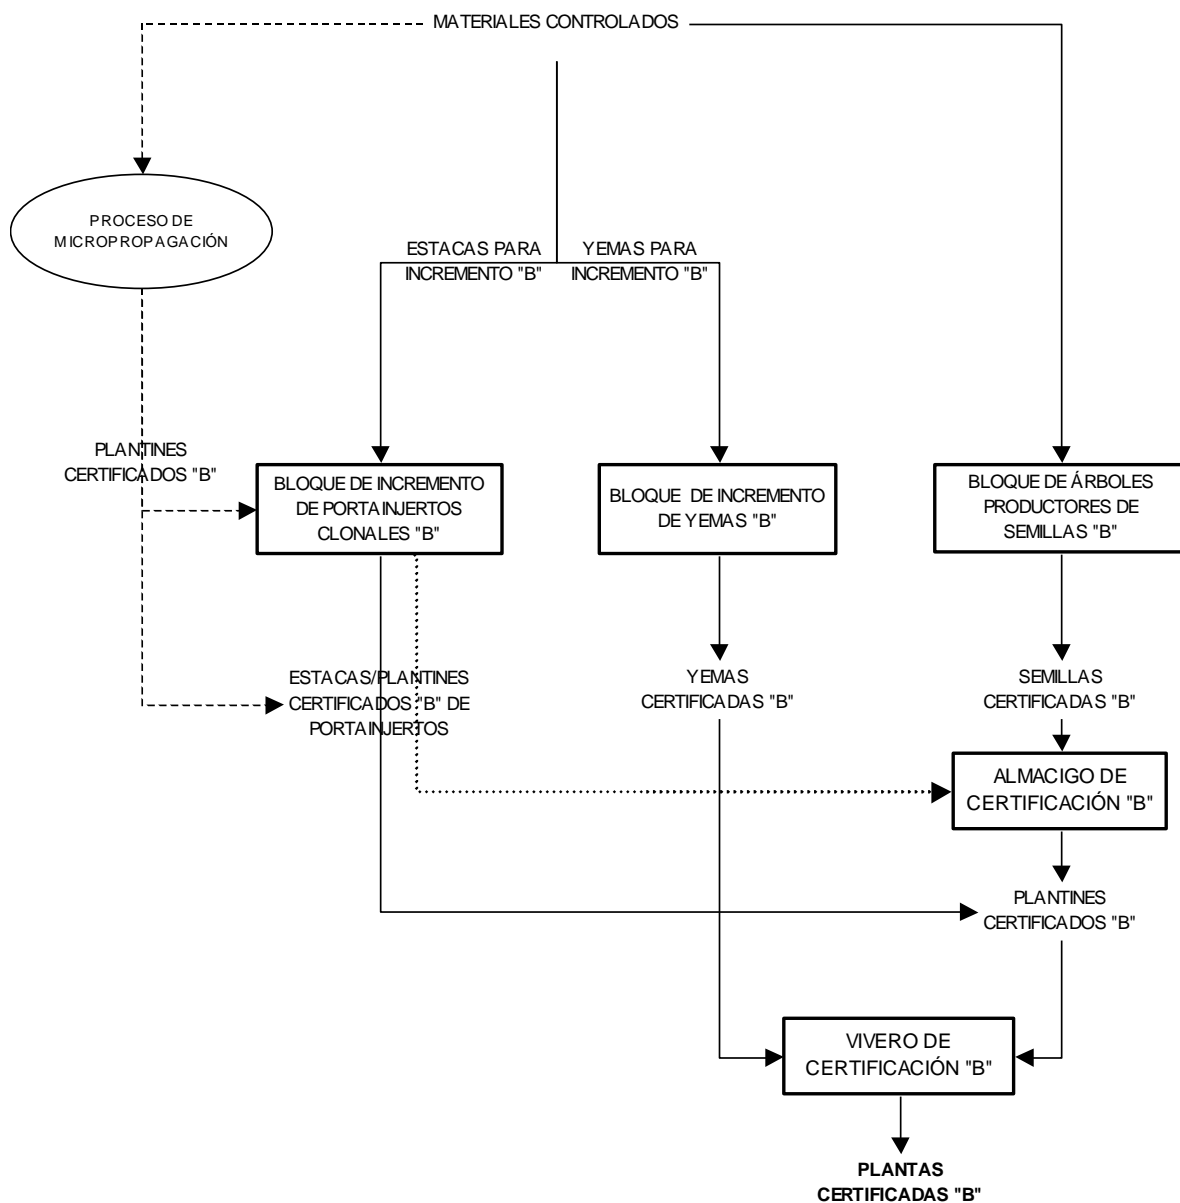 MATERIALES CONTROLADOS
PROCESO DE
MICROPROPAGACIÓN
ESTACAS PARA
INCREMENTO "B"
YEMAS PARA
INCREMENTO "B"
PLANTINES
CERTIFICADOS "B"
BLOQUE DE INCREMENTO
DE PORTAINJERTOS
CLONALES "B"
BLOQUE DE INCREMENTO
DE YEMAS "B"
BLOQUE DE ÁRBOLES
PRODUCTORES DE
SEMILLAS "B"
ESTACAS/PLANTINES
CERTIFICADOS "B" DE
PORTAINJERTOS
YEMAS
CERTIFICADAS "B"
SEMILLAS
CERTIFICADAS "B"
ALMACIGO DE
CERTIFICACIÓN "B"
PLANTINES
CERTIFICADOS "B"
VIVERO DE
CERTIFICACIÓN "B"
PLANTAS
CERTIFICADAS "B"